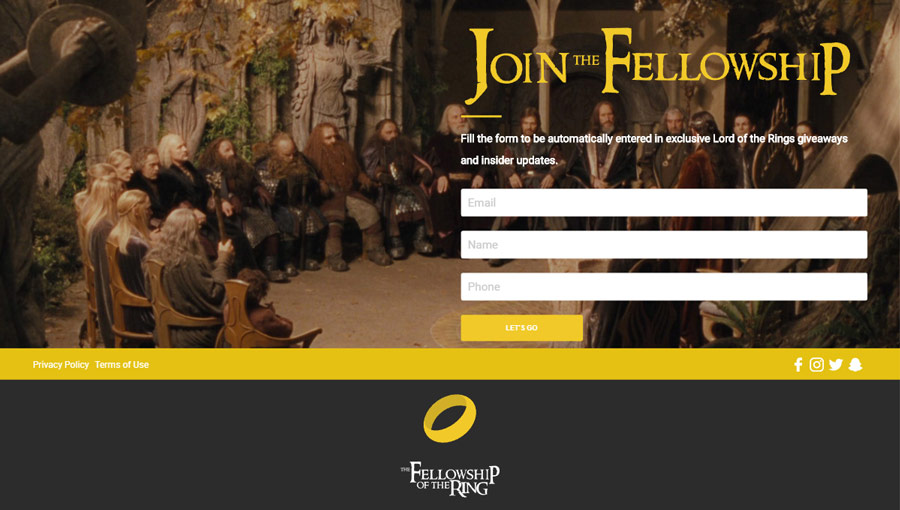 JOIN THE FELLOWSHIP
Fill the form to be automatically entered in exclusive Lord of the Rings giveaways
and insider updates.
Email
Name
Phone
LET'S GO
Privacy Policy Terms of Use
THE FELLOWSHIP
OF THE RING